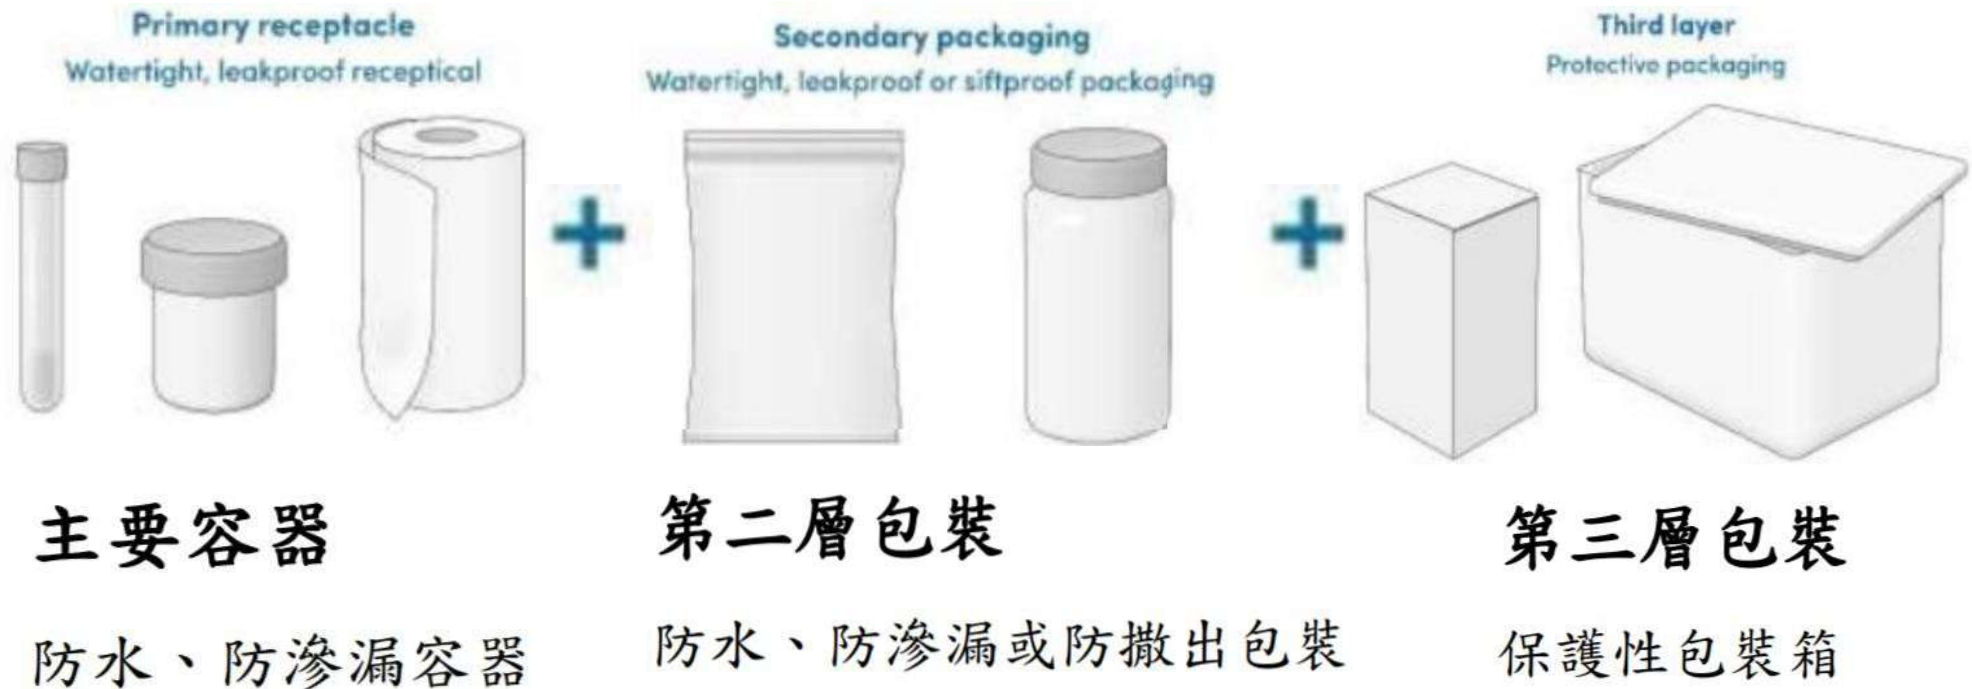 Primary receptacle
Watertight, leakproof receptical
Secondary packaging
Watertight, leakproof or siftproof packaging
Third layer
Protective packaging
主要容器
防水、防滲漏容器
第二層包裝
防水、防滲漏或防撒出包裝
第三層包裝
保護性包裝箱